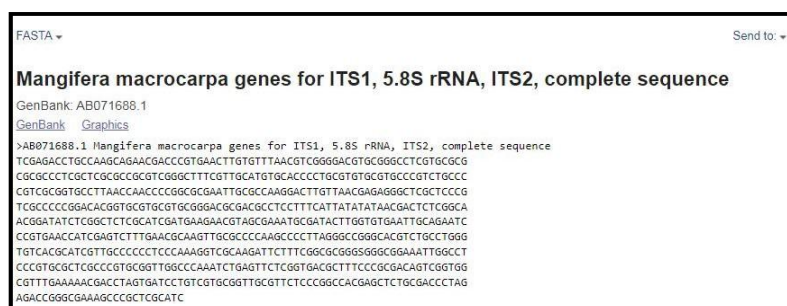 FASTA
Send to:
Mangifera macrocarpa genes for ITS1, 5.8S rRNA, ITS2, complete sequence
GenBank: AB071688.1
GenBank Graphics
>AB071688.1 Mangifera macrocarpa genes for ITS1, 5.8S rRNA, ITS2, complete sequence
TCGAGACCTGCCAAGCAGAACGACCCGTGAACTTGTGTTTAACGTCGGGGACGTGCGGGCCTCGTGCGCG
CGCGCCCTCGCTCGCGCCGCGTCGGGCTTTCGTTGCATGTGCACCCCTGCGTGTGCGTGCCCGTCTGCCC
CGTCGCGGTGCCTTAACCAACCCCGGCGCGAATTGCGCCAAGGACTTGTTAACGAGAGGGCTCGCTCCCG
TCGCCCCCGGACACGGTGCGTGCGTGCGGGACGCGACGCCTCCTTTCATTATATATAACGACTCTCGGCA
ACGGATATCTCGGCTCTCGCATCGATGAAGAACGTAGCGAAATGCGATACTTGGTGTGAATTGCAGAATC
CCGTGAACCATCGAGTCTTTGAACGCAAGTTGCGCCCCAAGCCCCTTAGGGCCGGGCACGTCTGCCTGGG
TGTCACGCATCGTTGCCCCCCTCCCAAAGGTCGCAAGATTCTTTCGGCGCGGGSGGGCGGAAATTGGCCT
CCCGTGCGCTCGCCCGTGCGGTTGGCCCAAATCTGAGTTCTCGGTGACGCTTTCCCGCGACAGTCGGTGG
CGTTTGAAAAACGACCTAGTGATCCTGTCGTGCGGTTGCGTTCTCCCGGCCACGAGCTCTGCGACCCTAG
AGACCGGGCGAAAGCCCGCTCGCATC